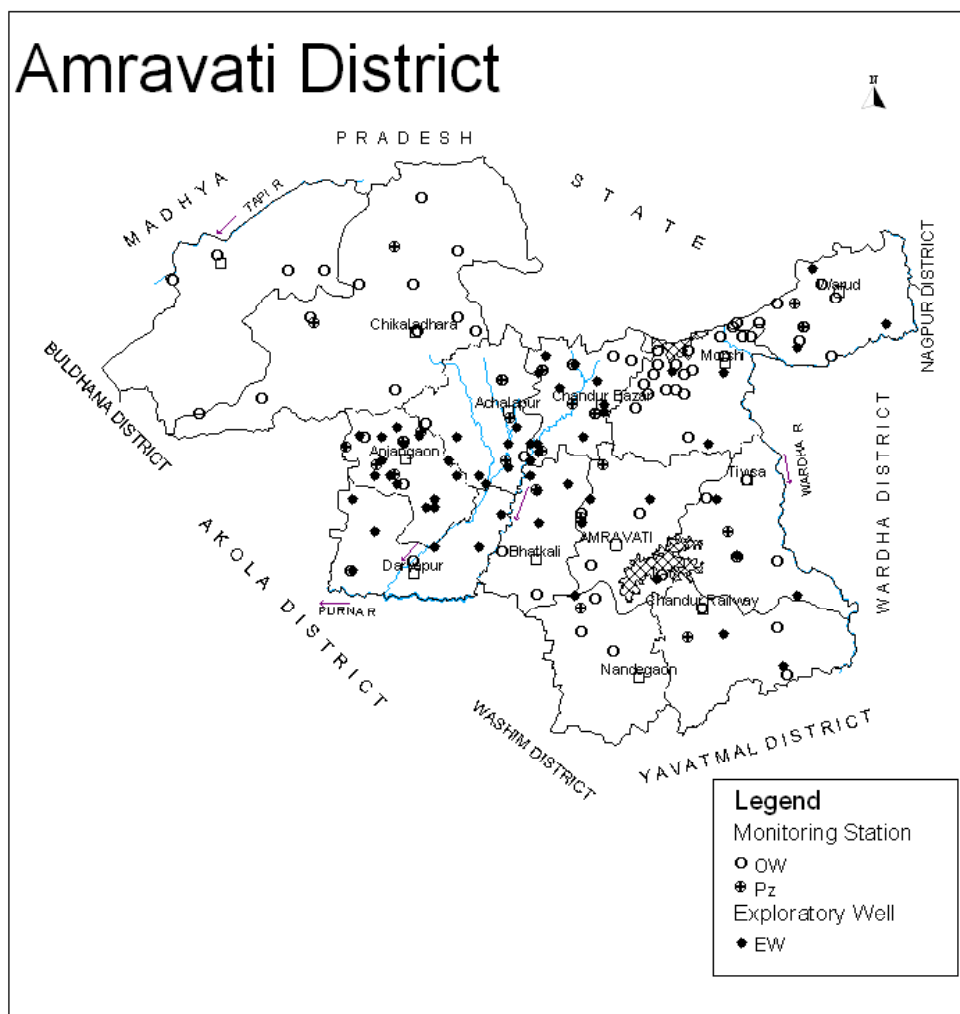 Amravati District
N
PRADESH
MADHYA
STATE
TAPI R
NAGPUR DISTRICT
Warud
Chikaladhara
Morshi
BULDHANA DISTRICT
Achalapur
Chandur Bazar
WARDHA DISTRICT
Anjangaon
Tiwsa
WARDHA R
AKOLA DISTRICT
AMRAVATI
Bhatkali
Daryapur
Chandur Railway
PURNA R
Nandegaon
WASHIM DISTRICT
YAVATMAL DISTRICT
Legend
Monitoring Station
OW
Pz
Exploratory Well
EW